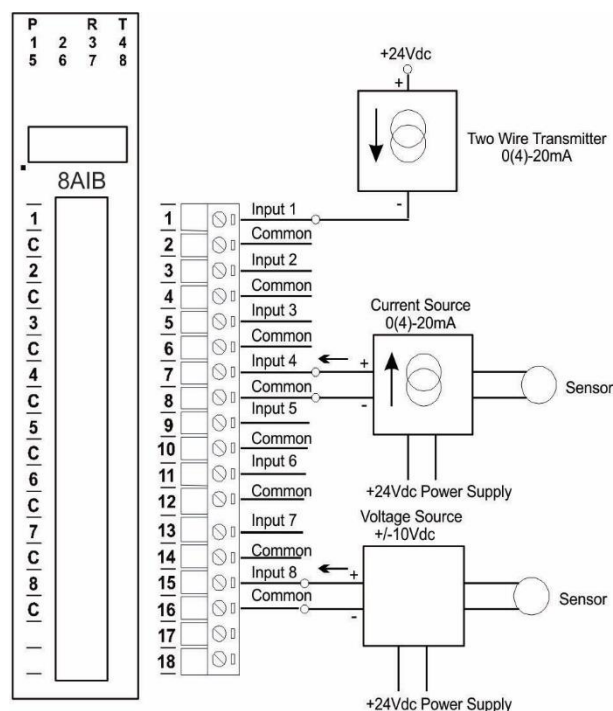 P R T
1 2 3 4
5 6 7 8
8AIB
1
C
2
C
3
C
4
C
5
C
6
C
7
C
8
C
1 Input 1
2 Common
3 Input 2
4 Common
5 Input 3
6 Common
7 Input 4
8 Common
9 Input 5
10 Common
11 Input 6
12 Common
13 Input 7
14 Common
15 Input 8
16 Common
17
18
+24Vdc
+
-
Two Wire Transmitter
0(4)-20mA
Current Source
0(4)-20mA
+
-
Sensor
+24Vdc Power Supply
Voltage Source
+/-10Vdc
+
-
Sensor
+24Vdc Power Supply